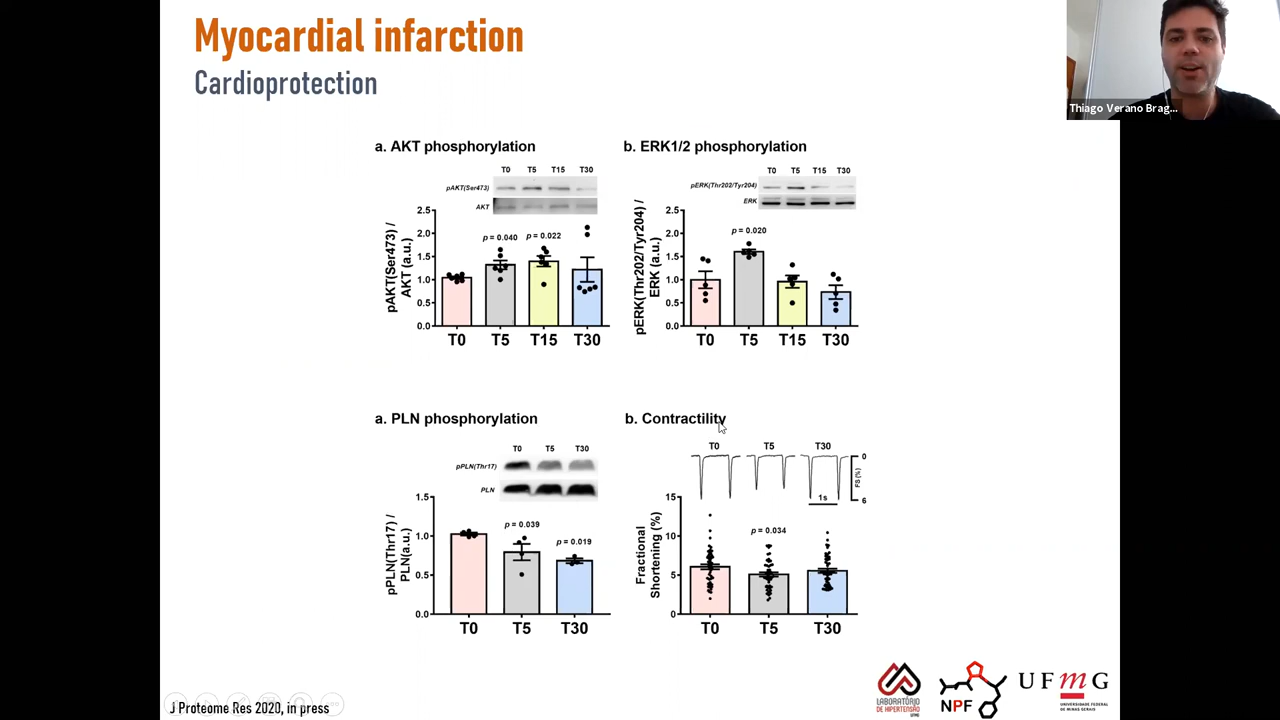 Myocardial infarction
Cardioprotection
Thiago Verano Brag...
a. AKT phosphorylation
T0 T5 T15 T30
pAKT(Ser473)
AKT
pAKT(Ser473) /
AKT (a.u.)
2.5
2.0
1.5
1.0
0.5
0.0
p = 0.040
p = 0.022
T0 T5 T15 T30
b. ERK1/2 phosphorylation
T0 T5 T15 T30
pERK(Thr202/Tyr204)
ERK
pERK(Thr202/Tyr204) /
ERK (a.u.)
2.5
2.0
1.5
1.0
0.5
0.0
p = 0.020
T0 T5 T15 T30
a. PLN phosphorylation
T0 T5 T30
pPLN(Thr17)
PLN
pPLN(Thr17) /
PLN(a.u.)
1.5
1.0
0.5
0.0
p = 0.039
p = 0.019
T0 T5 T30
b. Contractility
T0 T5 T30
0
FS (%)
6
1s
Fractional
Shortening (%)
15
10
5
0
p = 0.034
T0 T5 T30
J Proteome Res 2020, in press
LABORATÓRIO
DE HIPERTENSÃO
UFMG
NPF
UFmG
UNIVERSIDADE FEDERAL
DE MINAS GERAIS